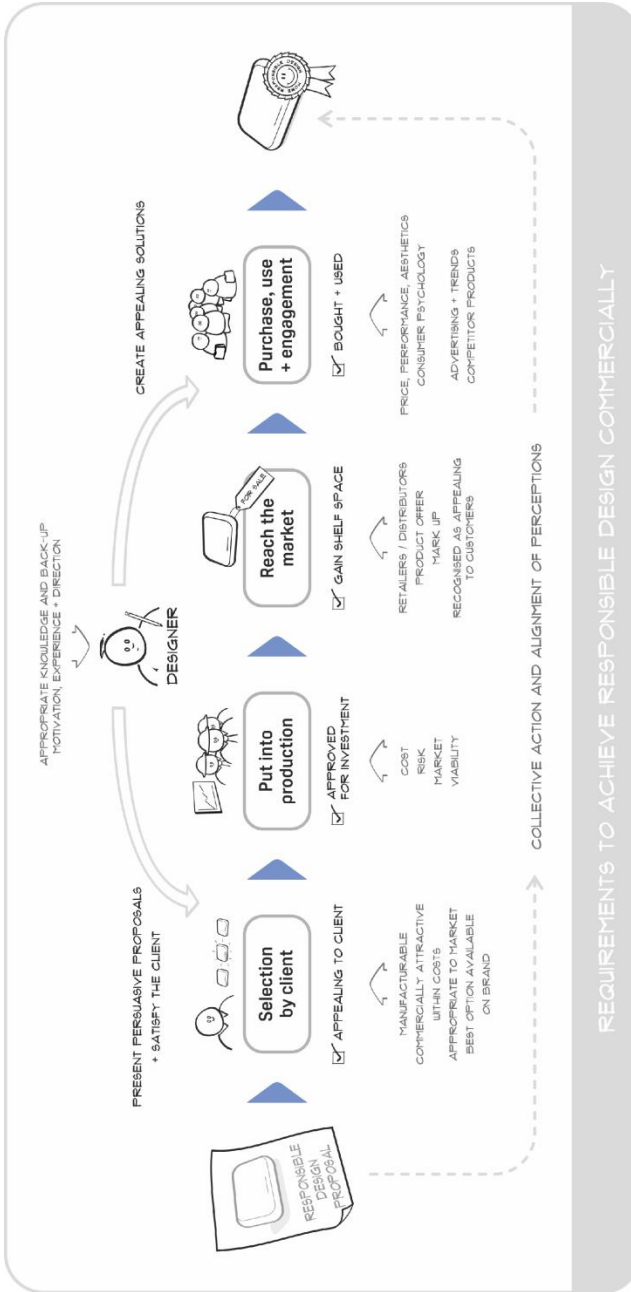 APPROPRIATE KNOWLEDGE AND BACK-UP
MOTIVATION, EXPERIENCE + DIRECTION
DESIGNER
PRESENT PERSUASIVE PROPOSALS
+ SATISFY THE CLIENT
CREATE APPEALING SOLUTIONS
RESPONSIBLE
DESIGN
PROPOSAL
Selection
by client
APPEALING TO CLIENT
MANUFACTURABLE
COMMERCIALLY ATTRACTIVE
WITHIN COSTS
APPROPRIATE TO MARKET
BEST OPTION AVAILABLE
ON BRAND
Put into
production
APPROVED
FOR INVESTMENT
COST
RISK
MARKET
VIABILITY
FOR SALE
Reach the
market
GAIN SHELF SPACE
RETAILERS / DISTRIBUTORS
PRODUCT OFFER
MARK UP
RECOGNISED AS APPEALING
TO CUSTOMERS
Purchase, use
+ engagement
BOUGHT + USED
PRICE, PERFORMANCE, AESTHETICS
CONSUMER PSYCHOLOGY
ADVERTISING + TRENDS
COMPETITOR PRODUCTS
RESPONSIBLE DESIGN
COLLECTIVE ACTION AND ALIGNMENT OF PERCEPTIONS
REQUIREMENTS TO ACHIEVE RESPONSIBLE DESIGN COMMERCIALLY